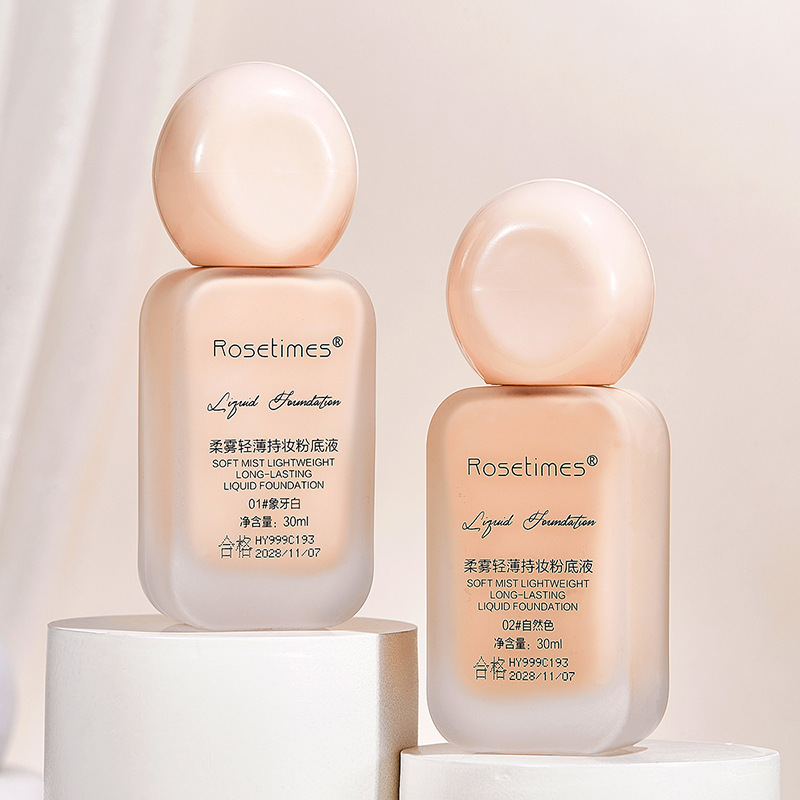 Rosetimes®
Liquid Foundation
柔雾轻薄持妆粉底液
SOFT MIST LIGHTWEIGHT
LONG-LASTING
LIQUID FOUNDATION
01#象牙白
净含量：30ml
合格 HY999C193
2028/11/07
Rosetimes®
Liquid Foundation
柔雾轻薄持妆粉底液
SOFT MIST LIGHTWEIGHT
LONG-LASTING
LIQUID FOUNDATION
02#自然色
净含量：30ml
合格 HY999C193
2028/11/07